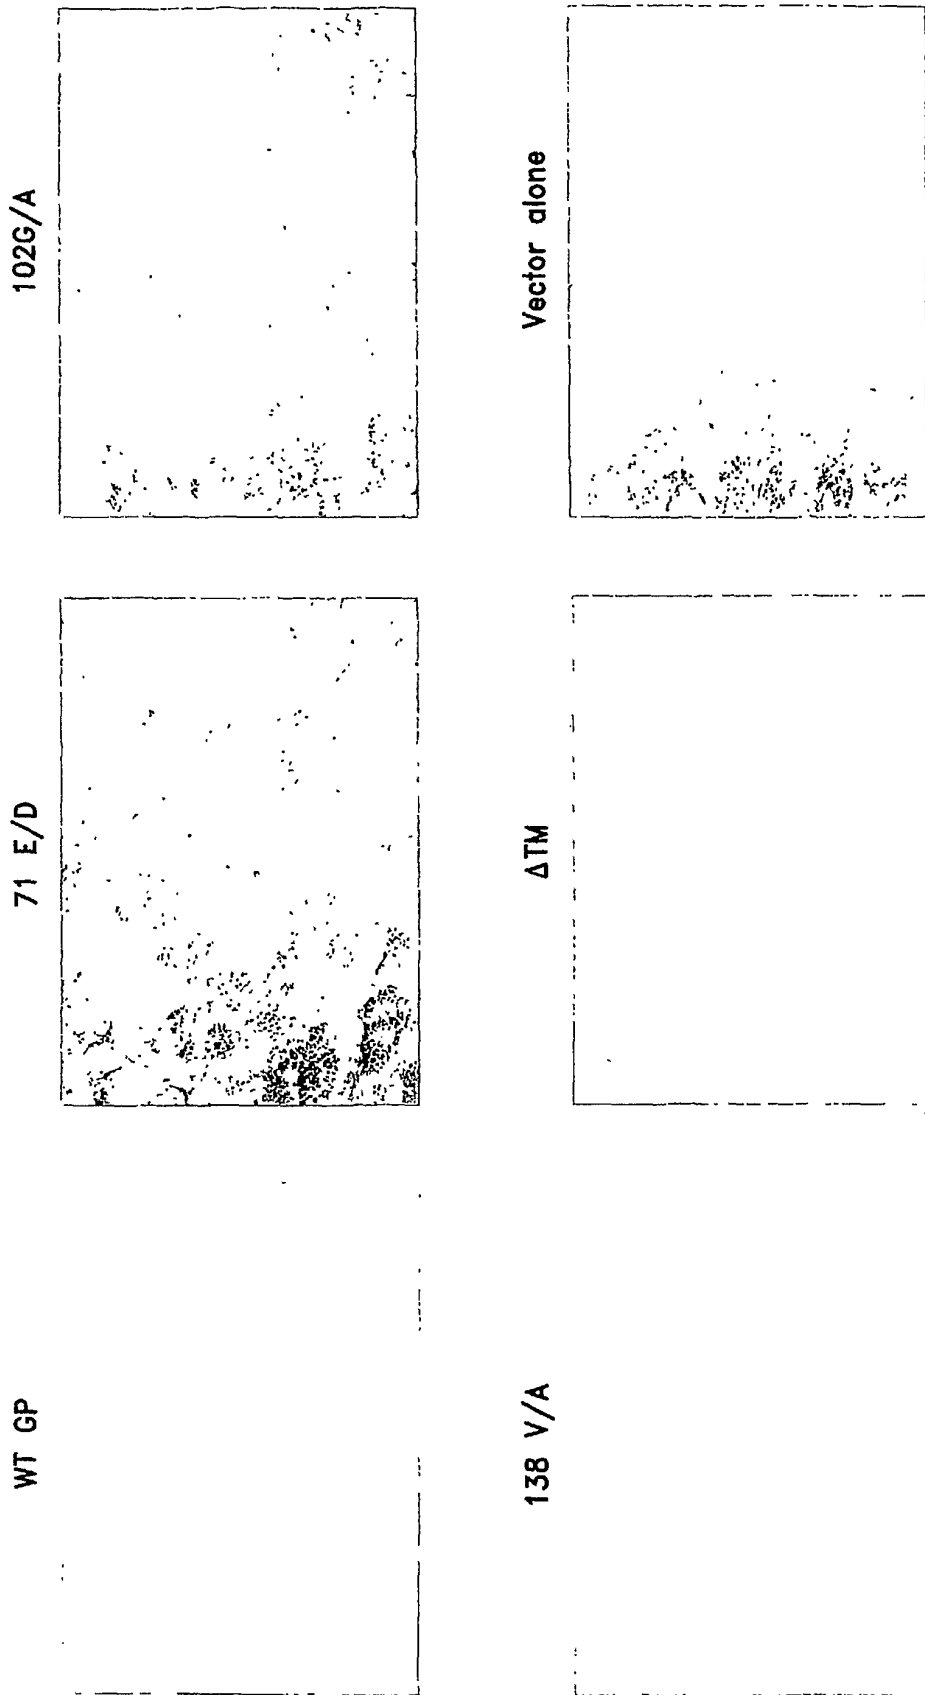 WT GP
71 E/D
102G/A
138 V/A
ΔTM
Vector alone